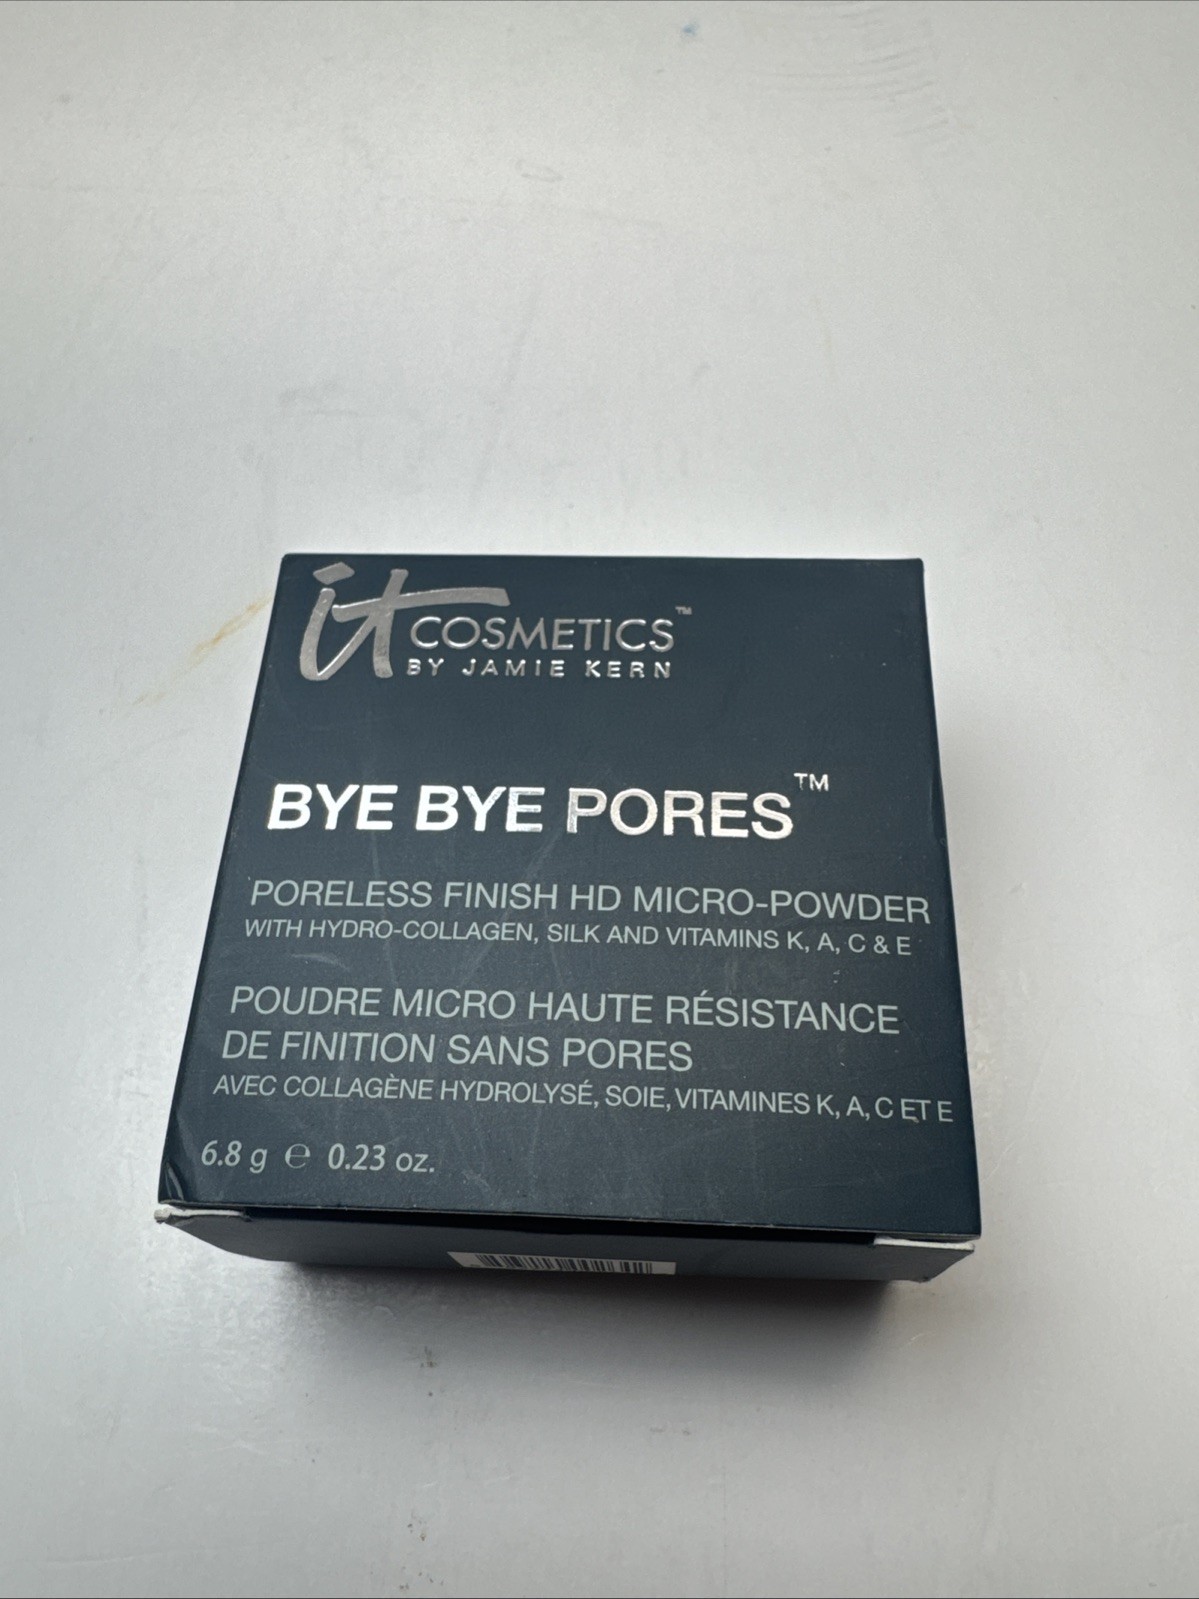 it COSMETICS™
BY JAMIE KERN
BYE BYE PORES™
PORELESS FINISH HD MICRO-POWDER
WITH HYDRO-COLLAGEN, SILK AND VITAMINS K, A, C & E
POUDRE MICRO HAUTE RÉSISTANCE
DE FINITION SANS PORES
AVEC COLLAGÈNE HYDROLYSÉ, SOIE, VITAMINES K, A, C ET E
6.8 g ℮ 0.23 oz.